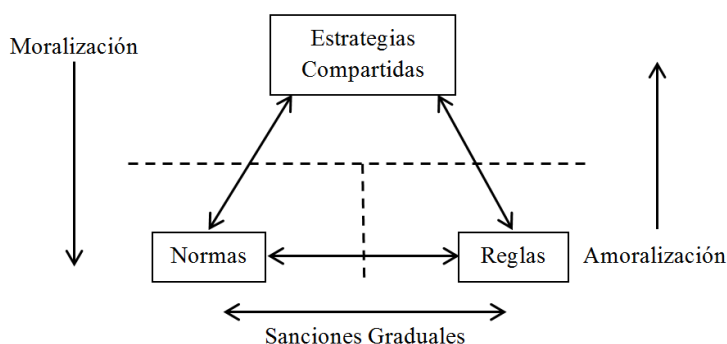 Moralización
Estrategias
Compartidas
Normas
Reglas
Amoralización
Sanciones Graduales